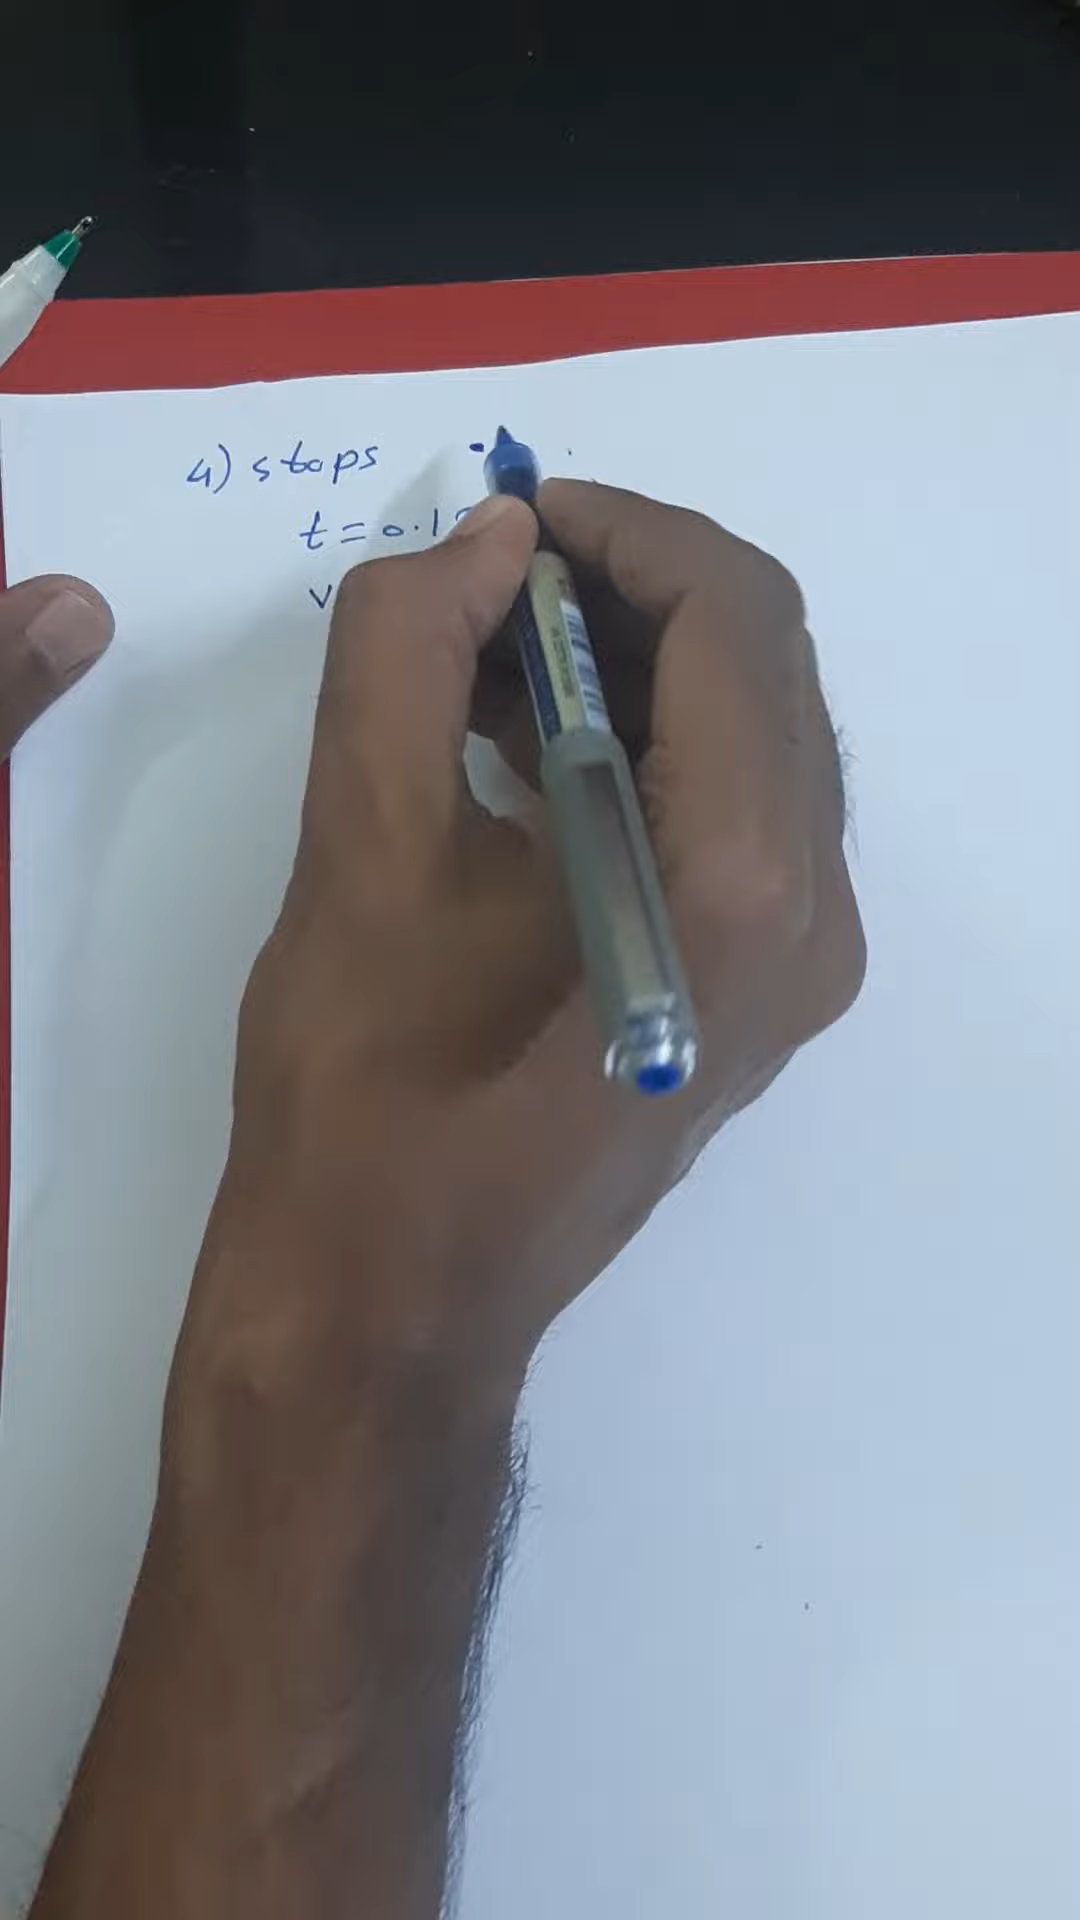 4) stops
t = 0.1
v